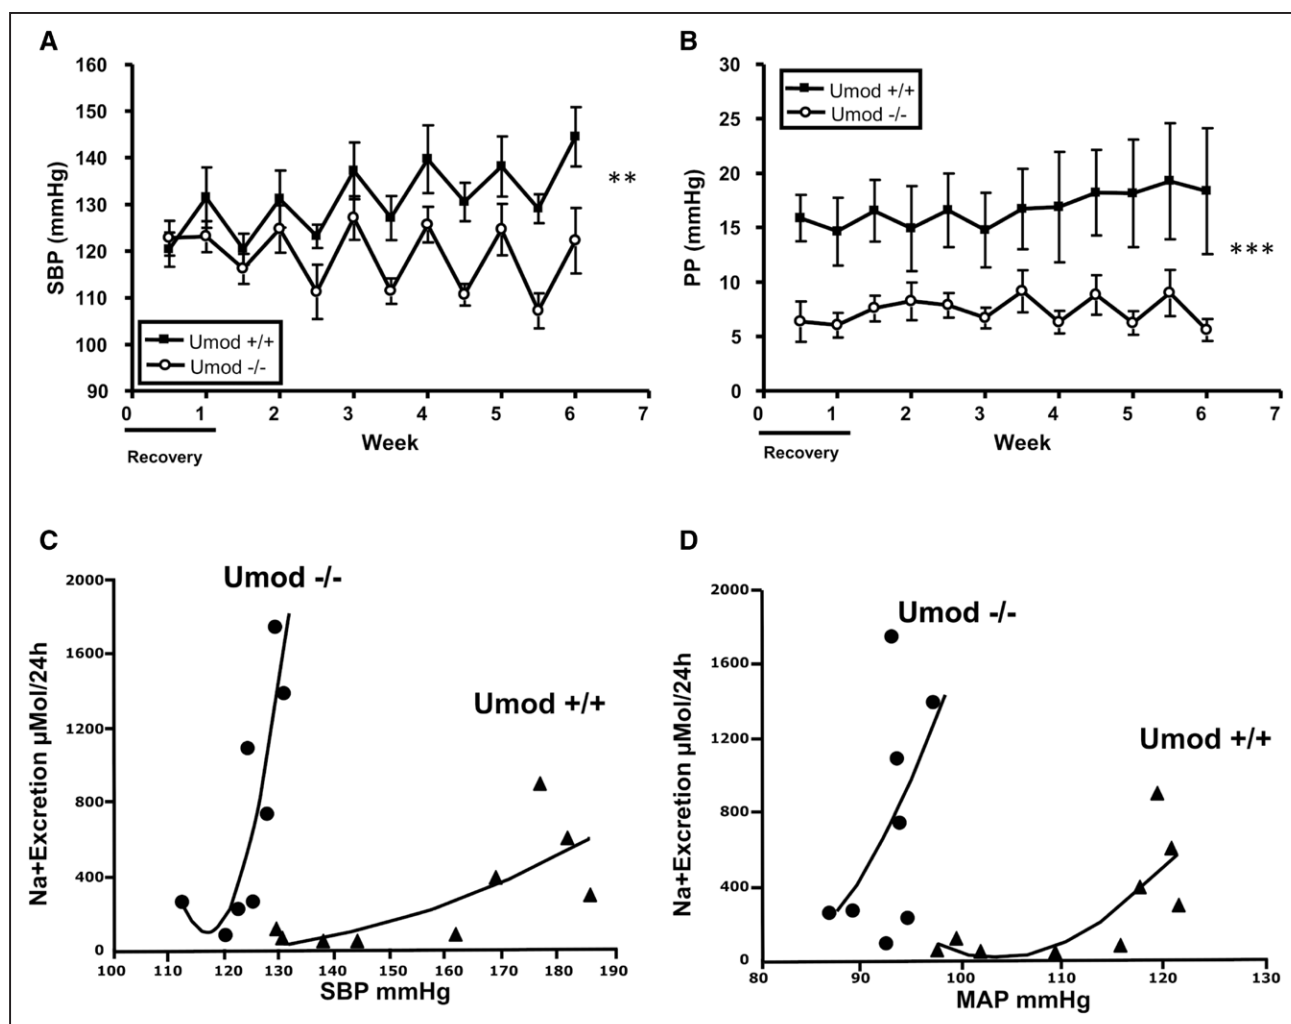 A
160
150
140
130
120
110
100
90
SBP (mmHg)
**
Umod +/+
Umod -/-
0 1 2 3 4 5 6 7
Week
Recovery
B
30
25
20
15
10
5
0
PP (mmHg)
***
Umod +/+
Umod -/-
0 1 2 3 4 5 6 7
Week
Recovery
C
Umod -/-
Umod +/+
2000
1600
1200
800
400
0
Na+Excretion µMol/24h
100 110 120 130 140 150 160 170 180 190
SBP mmHg
D
Umod -/-
Umod +/+
2000
1600
1200
800
400
0
Na+Excretion µMol/24h
80 90 100 110 120 130
MAP mmHg